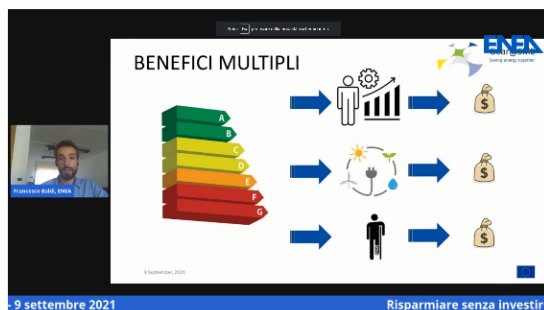 ENEA
Saving energy together
BENEFICI MULTIPLI
A
B
C
D
E
F
G
$
$
$
Francesco Baldi, ENEA
9 September, 2021
- 9 settembre 2021
Risparmiare senza investir